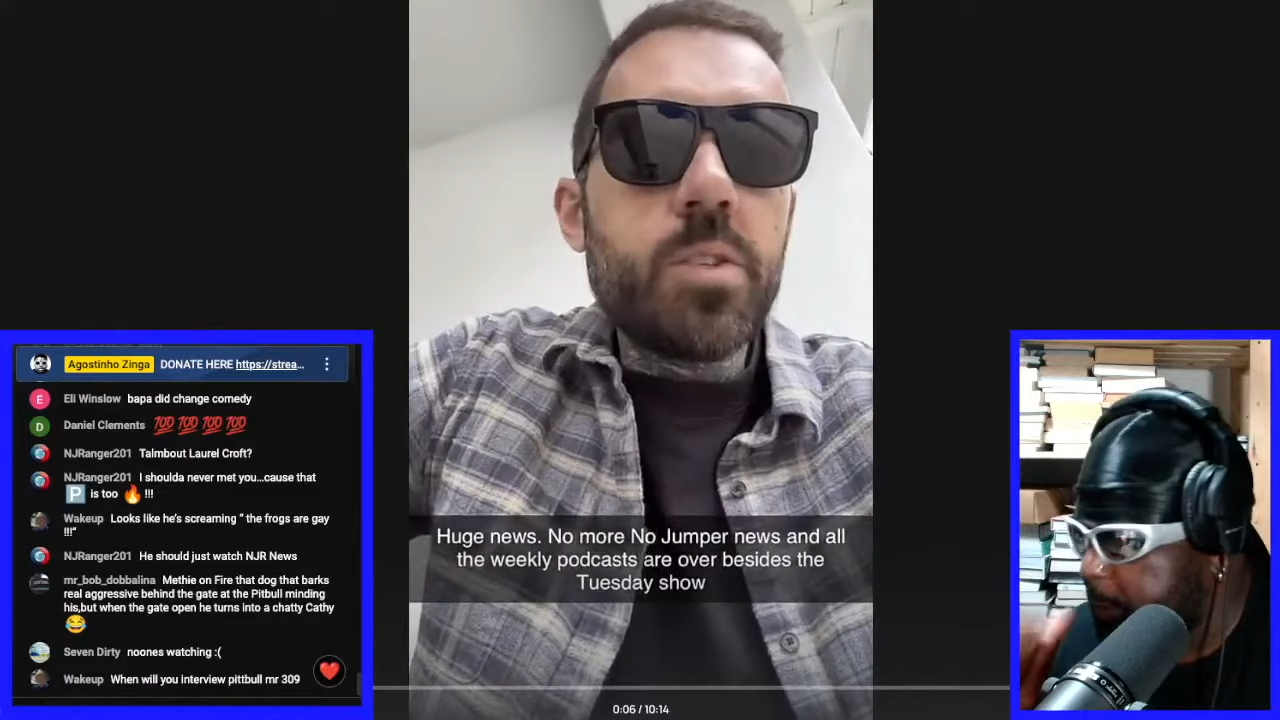 Agostinho Zinga DONATE HERE https://strea...
Eli Winslow bapa did change comedy
Daniel Clements 💯💯💯💯
NJRanger201 Talmbout Laurel Croft?
NJRanger201 I shoulda never met you...cause that
🅿️ is too 🔥 !!!
Wakeup Looks like he's screaming " the frogs are gay
!!!"
NJRanger201 He should just watch NJR News
mr_bob_dobbalina Methie on Fire that dog that barks
real aggressive behind the gate at the Pitbull minding
his,but when the gate open he turns into a chatty Cathy
😂
Seven Dirty noones watching :(
Wakeup When will you interview pittbull mr 309
Huge news. No more No Jumper news and all
the weekly podcasts are over besides the
Tuesday show
0:06 / 10:14